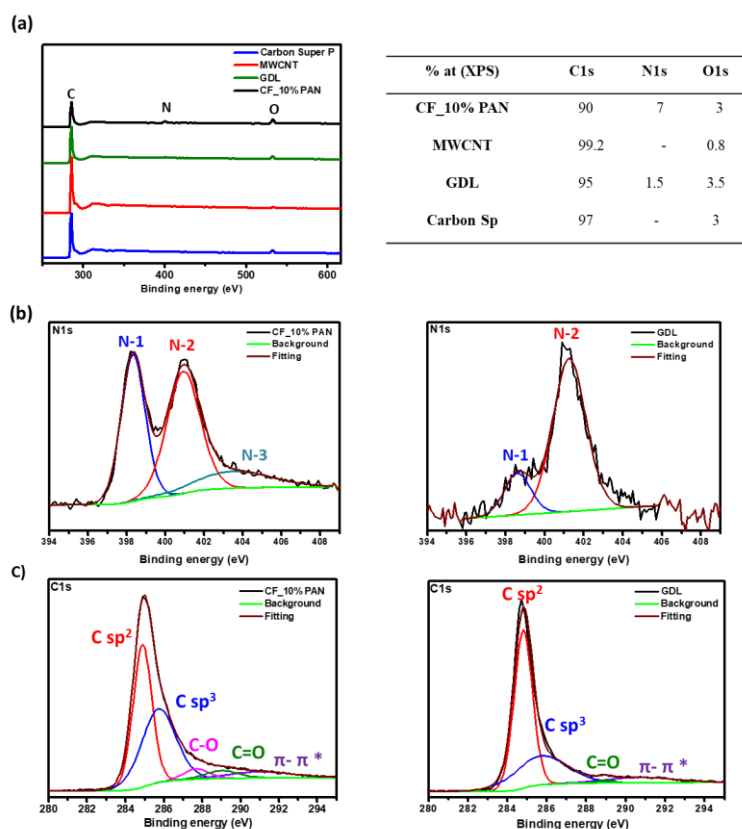 (a)
Carbon Super P
MWCNT
GDL
CF_10% PAN
C
N
O
300 400 500 600
Binding energy (eV)
% at (XPS) C1s N1s O1s
CF_10% PAN 90 7 3
MWCNT 99.2 - 0.8
GDL 95 1.5 3.5
Carbon Sp 97 - 3
(b)
N1s
CF_10% PAN
Background
Fitting
N-1
N-2
N-3
394 396 398 400 402 404 406 408
Binding energy (eV)
N1s
GDL
Background
Fitting
N-2
N-1
394 396 398 400 402 404 406 408
Binding energy (eV)
C)
C1s
CF_10% PAN
Background
Fitting
C sp²
C sp³
C-O
C=O
π- π *
280 282 284 286 288 290 292 294
Binding energy (eV)
C1s
GDL
Background
Fitting
C sp²
C sp³
C=O
π- π *
280 282 284 286 288 290 292 294
Binding energy (eV)